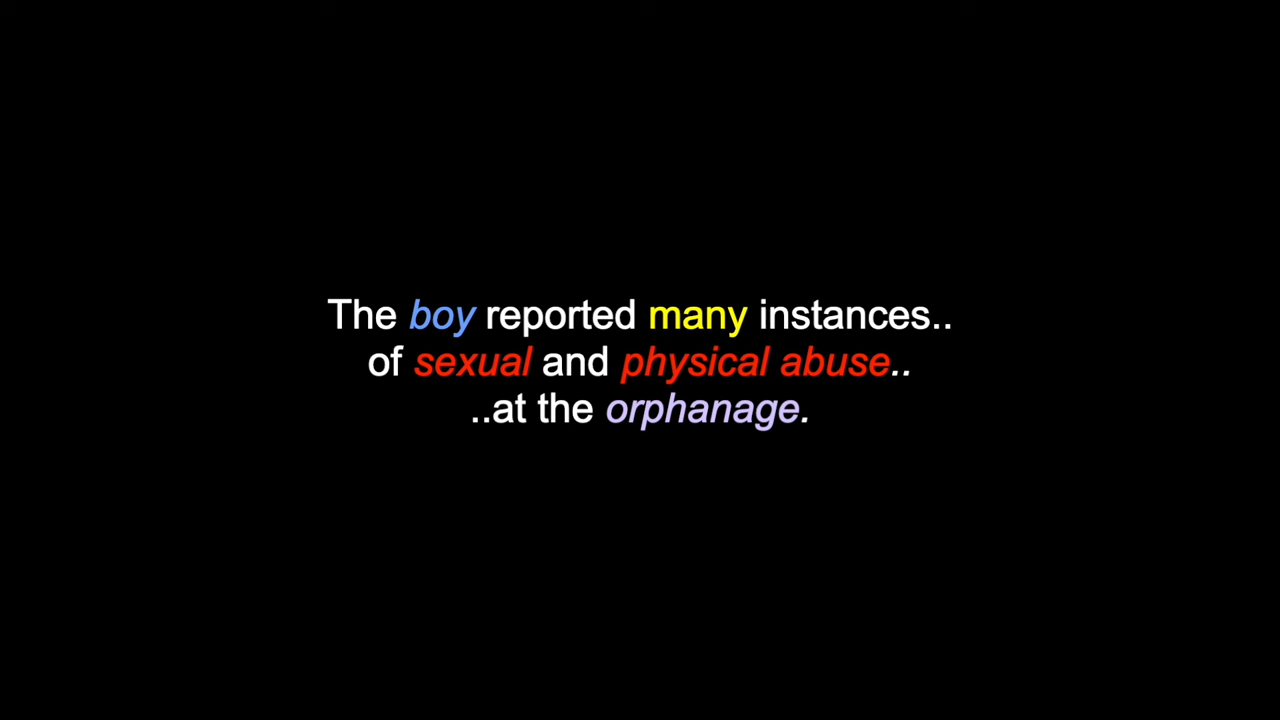 The boy reported many instances..
of sexual and physical abuse..
..at the orphanage.